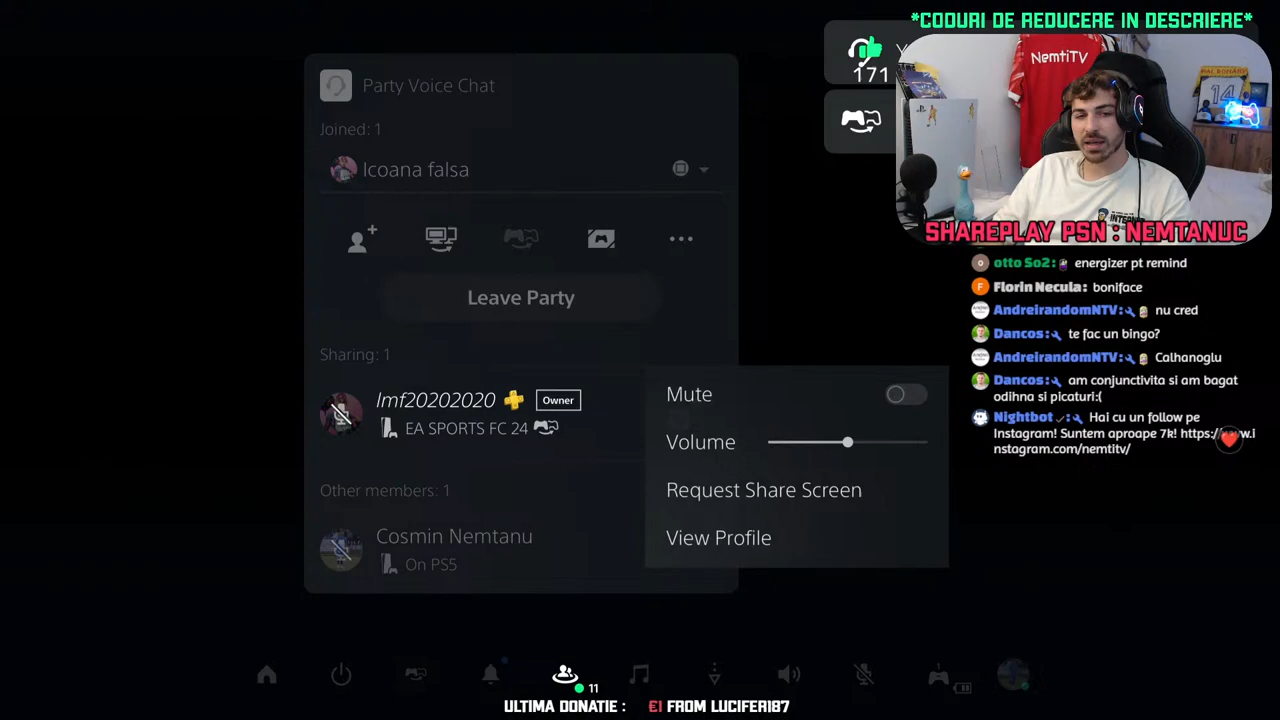 *CODURI DE REDUCERE IN DESCRIERE*
171
NemtiTV
14
INTERNET
SHAREPLAY PSN : NEMTANUC
Party Voice Chat
Joined: 1
Icoana falsa
Leave Party
Sharing: 1
lmf20202020
Owner
EA SPORTS FC 24
Other members: 1
Cosmin Nemtanu
On PS5
Mute
Volume
Request Share Screen
View Profile
otto So2: energizer pt remind
Florin Necula: boniface
AndreirandomNTV: nu cred
Dancos: te fac un bingo?
AndreirandomNTV: Calhanoglu
Dancos: am conjunctivita si am bagat
odihna si picaturi:(
Nightbot: Hai cu un follow pe
Instagram! Suntem aproape 7k!
nstagram.com/nemtitv/
11
ULTIMA DONATIE : €1 FROM LUCIFER187